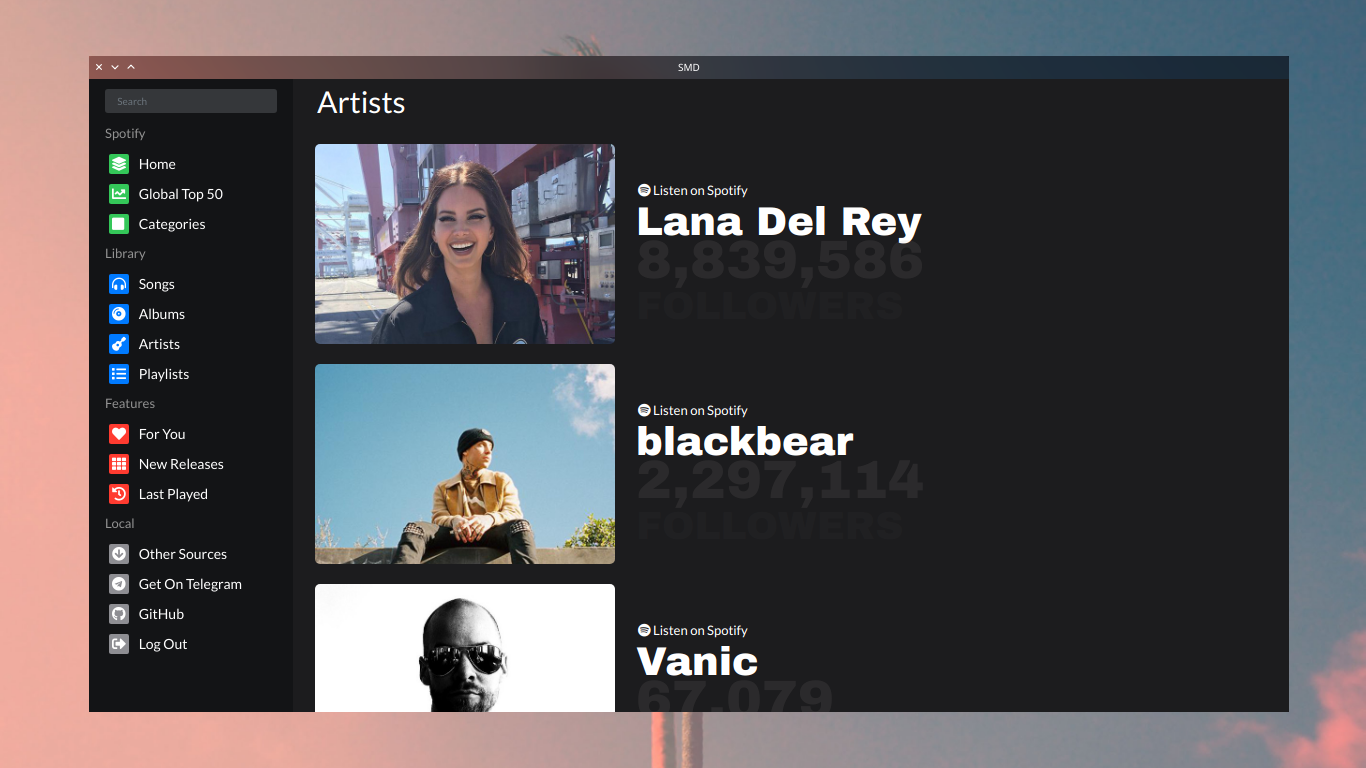 SMD
Search
Spotify
Home
Global Top 50
Categories
Library
Songs
Albums
Artists
Playlists
Features
For You
New Releases
Last Played
Local
Other Sources
Get On Telegram
GitHub
Log Out
Artists
Listen on Spotify
Lana Del Rey
8,839,586
FOLLOWERS
Listen on Spotify
blackbear
2,297,114
FOLLOWERS
Listen on Spotify
Vanic
67,079